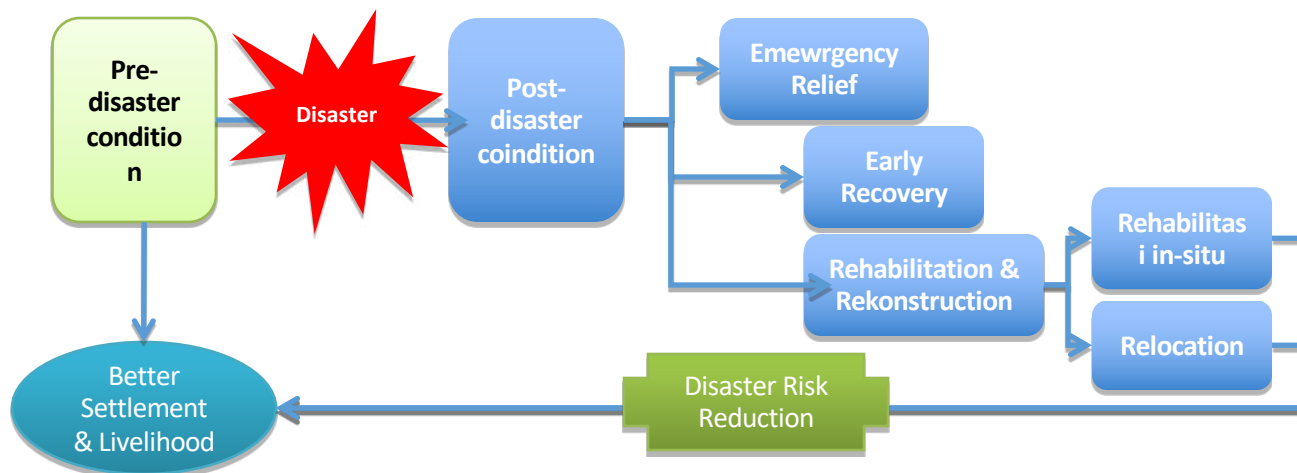 Pre-
disaster
conditio
n
Disaster
Post-
disaster
coindition
Emewrgency
Relief
Early
Recovery
Rehabilitation &
Rekonstruction
Rehabilitas
i in-situ
Relocation
Better
Settlement
& Livelihood
Disaster Risk
Reduction